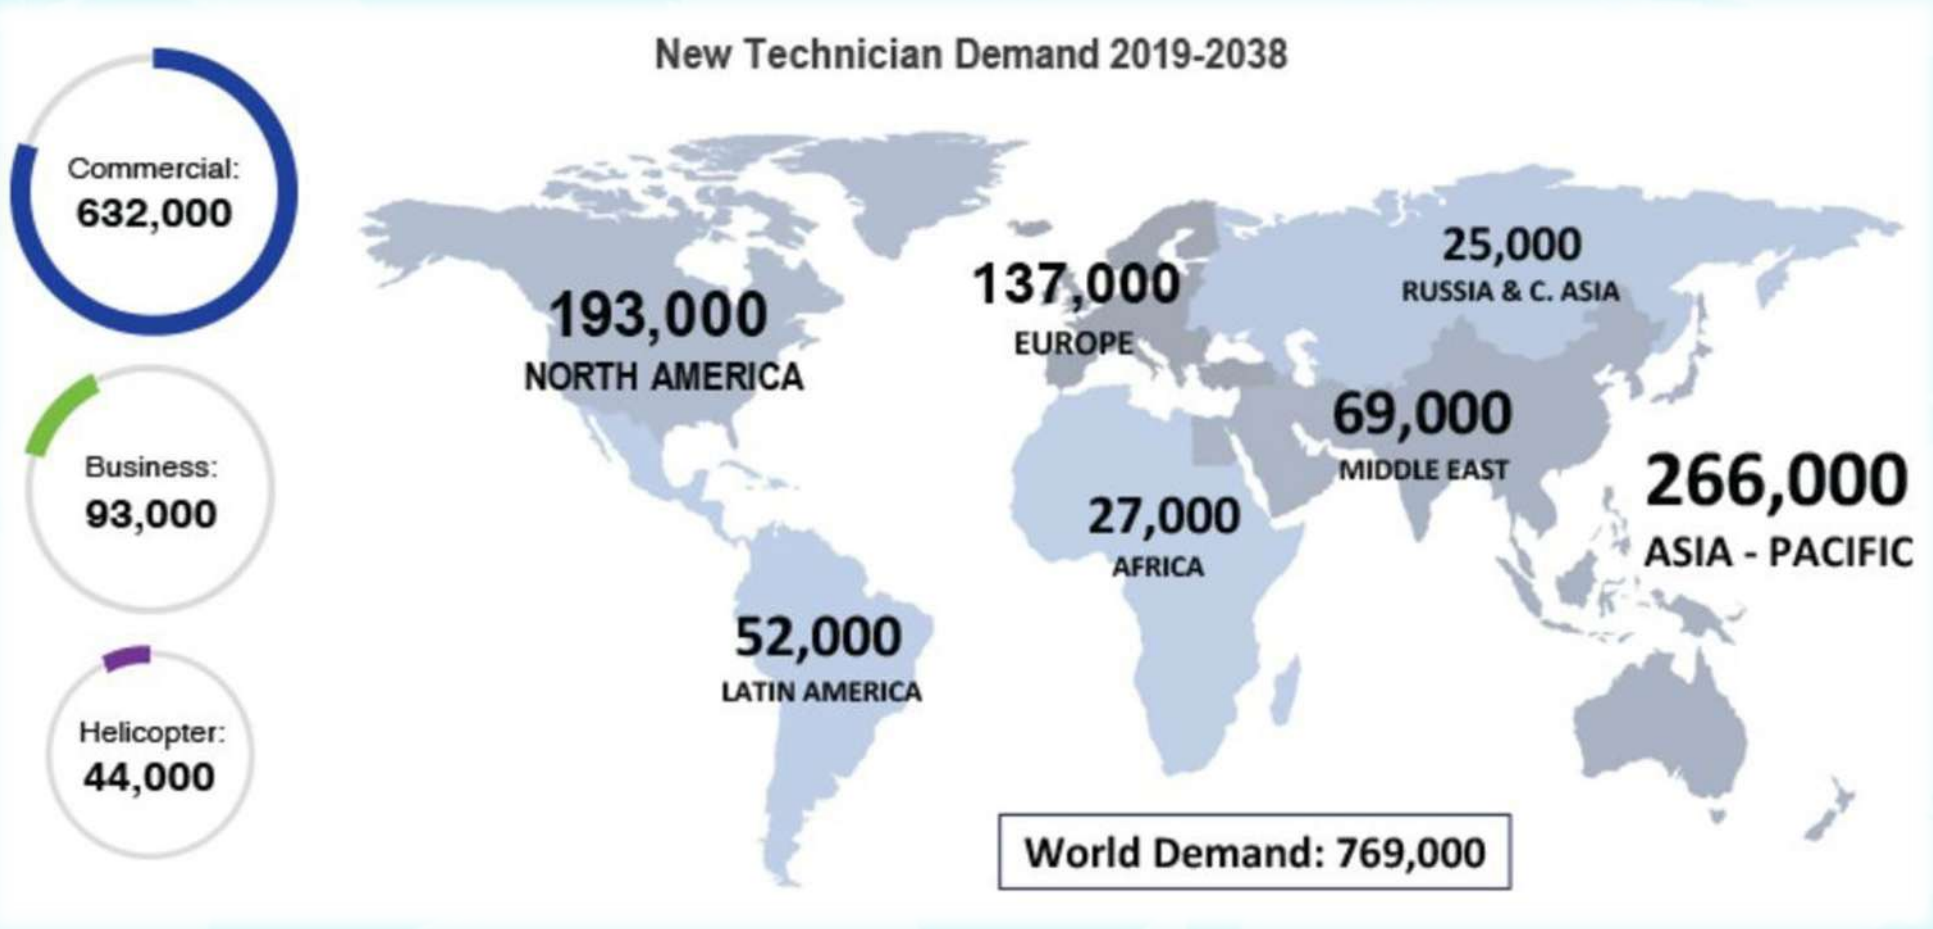 New Technician Demand 2019-2038
Commercial:
632,000
Business:
93,000
Helicopter:
44,000
193,000
NORTH AMERICA
137,000
EUROPE
25,000
RUSSIA & C. ASIA
69,000
MIDDLE EAST
266,000
ASIA - PACIFIC
27,000
AFRICA
52,000
LATIN AMERICA
World Demand: 769,000